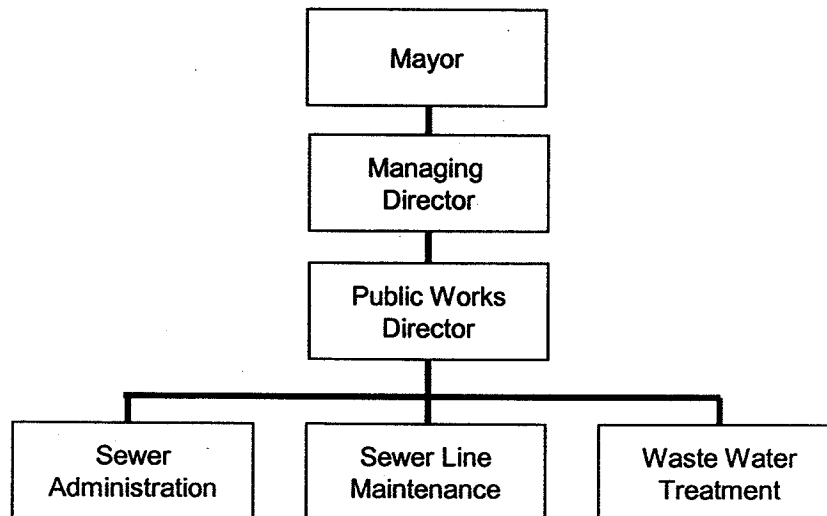 Mayor
Managing
Director
Public Works
Director
Sewer
Administration
Sewer Line
Maintenance
Waste Water
Treatment